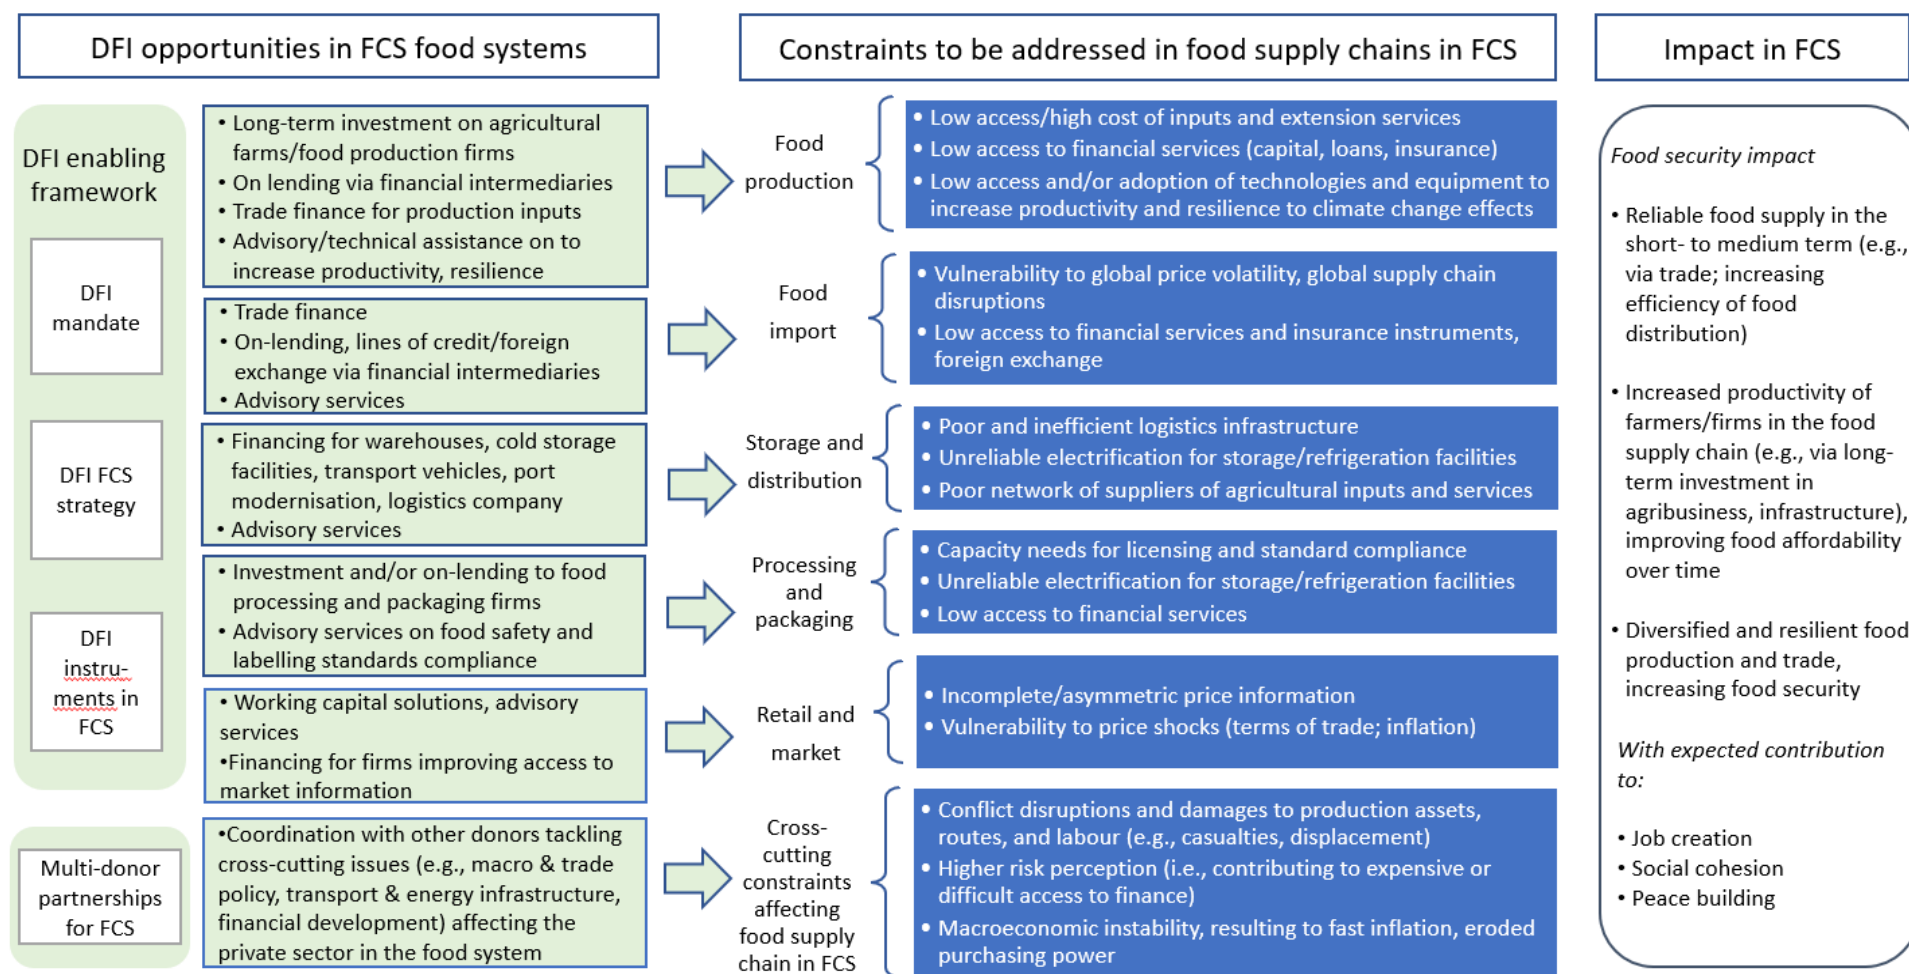 DFI opportunities in FCS food systems
Constraints to be addressed in food supply chains in FCS
Impact in FCS
DFI enabling
framework
DFI
mandate
DFI FCS
strategy
DFI
instru-
ments in
FCS
Multi-donor
partnerships
for FCS
• Long-term investment on agricultural
farms/food production firms
• On lending via financial intermediaries
• Trade finance for production inputs
• Advisory/technical assistance on to
increase productivity, resilience
• Trade finance
• On-lending, lines of credit/foreign
exchange via financial intermediaries
• Advisory services
• Financing for warehouses, cold storage
facilities, transport vehicles, port
modernisation, logistics company
• Advisory services
• Investment and/or on-lending to food
processing and packaging firms
• Advisory services on food safety and
labelling standards compliance
• Working capital solutions, advisory
services
•Financing for firms improving access to
market information
•Coordination with other donors tackling
cross-cutting issues (e.g., macro & trade
policy, transport & energy infrastructure,
financial development) affecting the
private sector in the food system
Food
production
Food
import
Storage and
distribution
Processing
and
packaging
Retail and
market
Cross-
cutting
constraints
affecting
food supply
chain in FCS
• Low access/high cost of inputs and extension services
• Low access to financial services (capital, loans, insurance)
• Low access and/or adoption of technologies and equipment to
increase productivity and resilience to climate change effects
• Vulnerability to global price volatility, global supply chain
disruptions
• Low access to financial services and insurance instruments,
foreign exchange
• Poor and inefficient logistics infrastructure
• Unreliable electrification for storage/refrigeration facilities
• Poor network of suppliers of agricultural inputs and services
• Capacity needs for licensing and standard compliance
• Unreliable electrification for storage/refrigeration facilities
• Low access to financial services
• Incomplete/asymmetric price information
• Vulnerability to price shocks (terms of trade; inflation)
• Conflict disruptions and damages to production assets,
routes, and labour (e.g., casualties, displacement)
• Higher risk perception (i.e., contributing to expensive or
difficult access to finance)
• Macroeconomic instability, resulting to fast inflation, eroded
purchasing power
Food security impact
• Reliable food supply in the
short- to medium term (e.g.,
via trade; increasing
efficiency of food
distribution)
• Increased productivity of
farmers/firms in the food
supply chain (e.g., via long-
term investment in
agribusiness, infrastructure),
improving food affordability
over time
• Diversified and resilient food
production and trade,
increasing food security
With expected contribution
to:
• Job creation
• Social cohesion
• Peace building